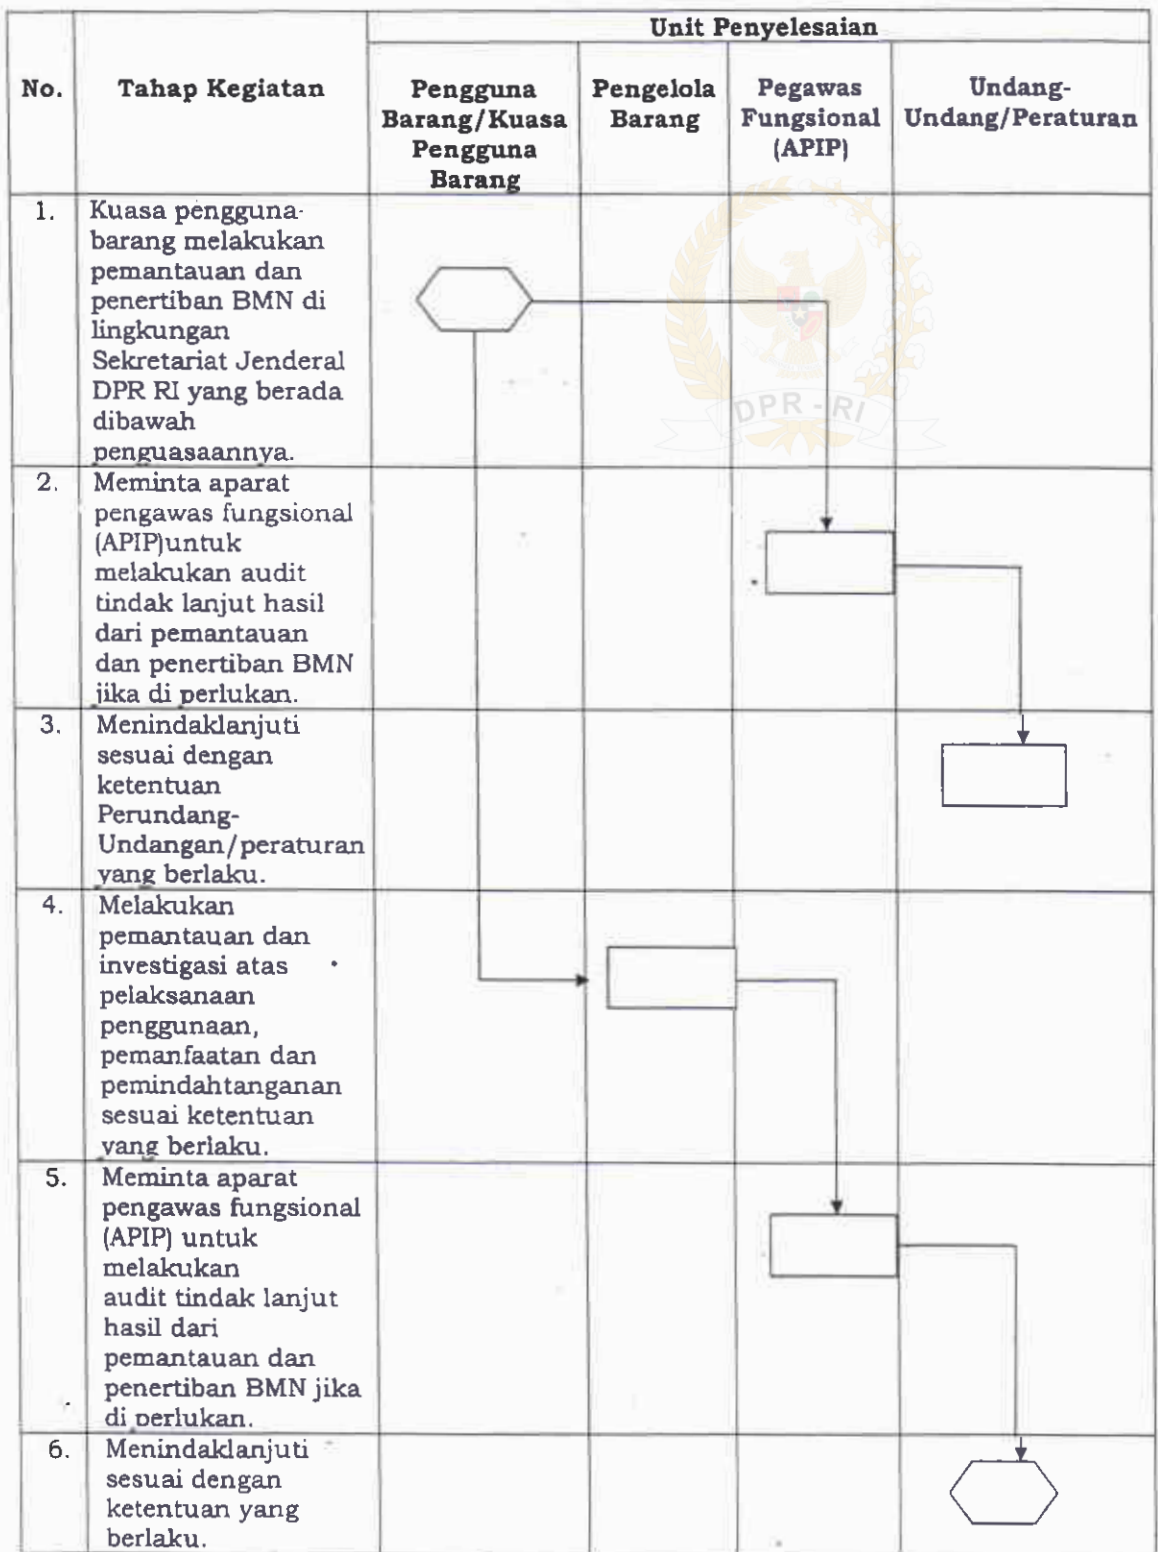 Unit Penyelesaian
No.
Tahap Kegiatan
Pengguna
Barang/Kuasa
Pengguna
Barang
Pengelola
Barang
Pegawas
Fungsional
(APIP)
Undang-
Undang/Peraturan
1.
Kuasa pengguna
barang melakukan
pemantauan dan
penertiban BMN di
lingkungan
Sekretariat Jenderal
DPR RI yang berada
dibawah
penguasaannya.
DPR - RI
2.
Meminta aparat
pengawas fungsional
(APIP)untuk
melakukan audit
tindak lanjut hasil
dari pemantauan
dan penertiban BMN
jika di perlukan.
3.
Menindaklanjuti
sesuai dengan
ketentuan
Perundang-
Undangan/peraturan
yang berlaku.
4.
Melakukan
pemantauan dan
investigasi atas
pelaksanaan
penggunaan,
pemanfaatan dan
pemindahtanganan
sesuai ketentuan
yang berlaku.
5.
Meminta aparat
pengawas fungsional
(APIP) untuk
melakukan
audit tindak lanjut
hasil dari
pemantauan dan
penertiban BMN jika
di perlukan.
6.
Menindaklanjuti
sesuai dengan
ketentuan yang
berlaku.